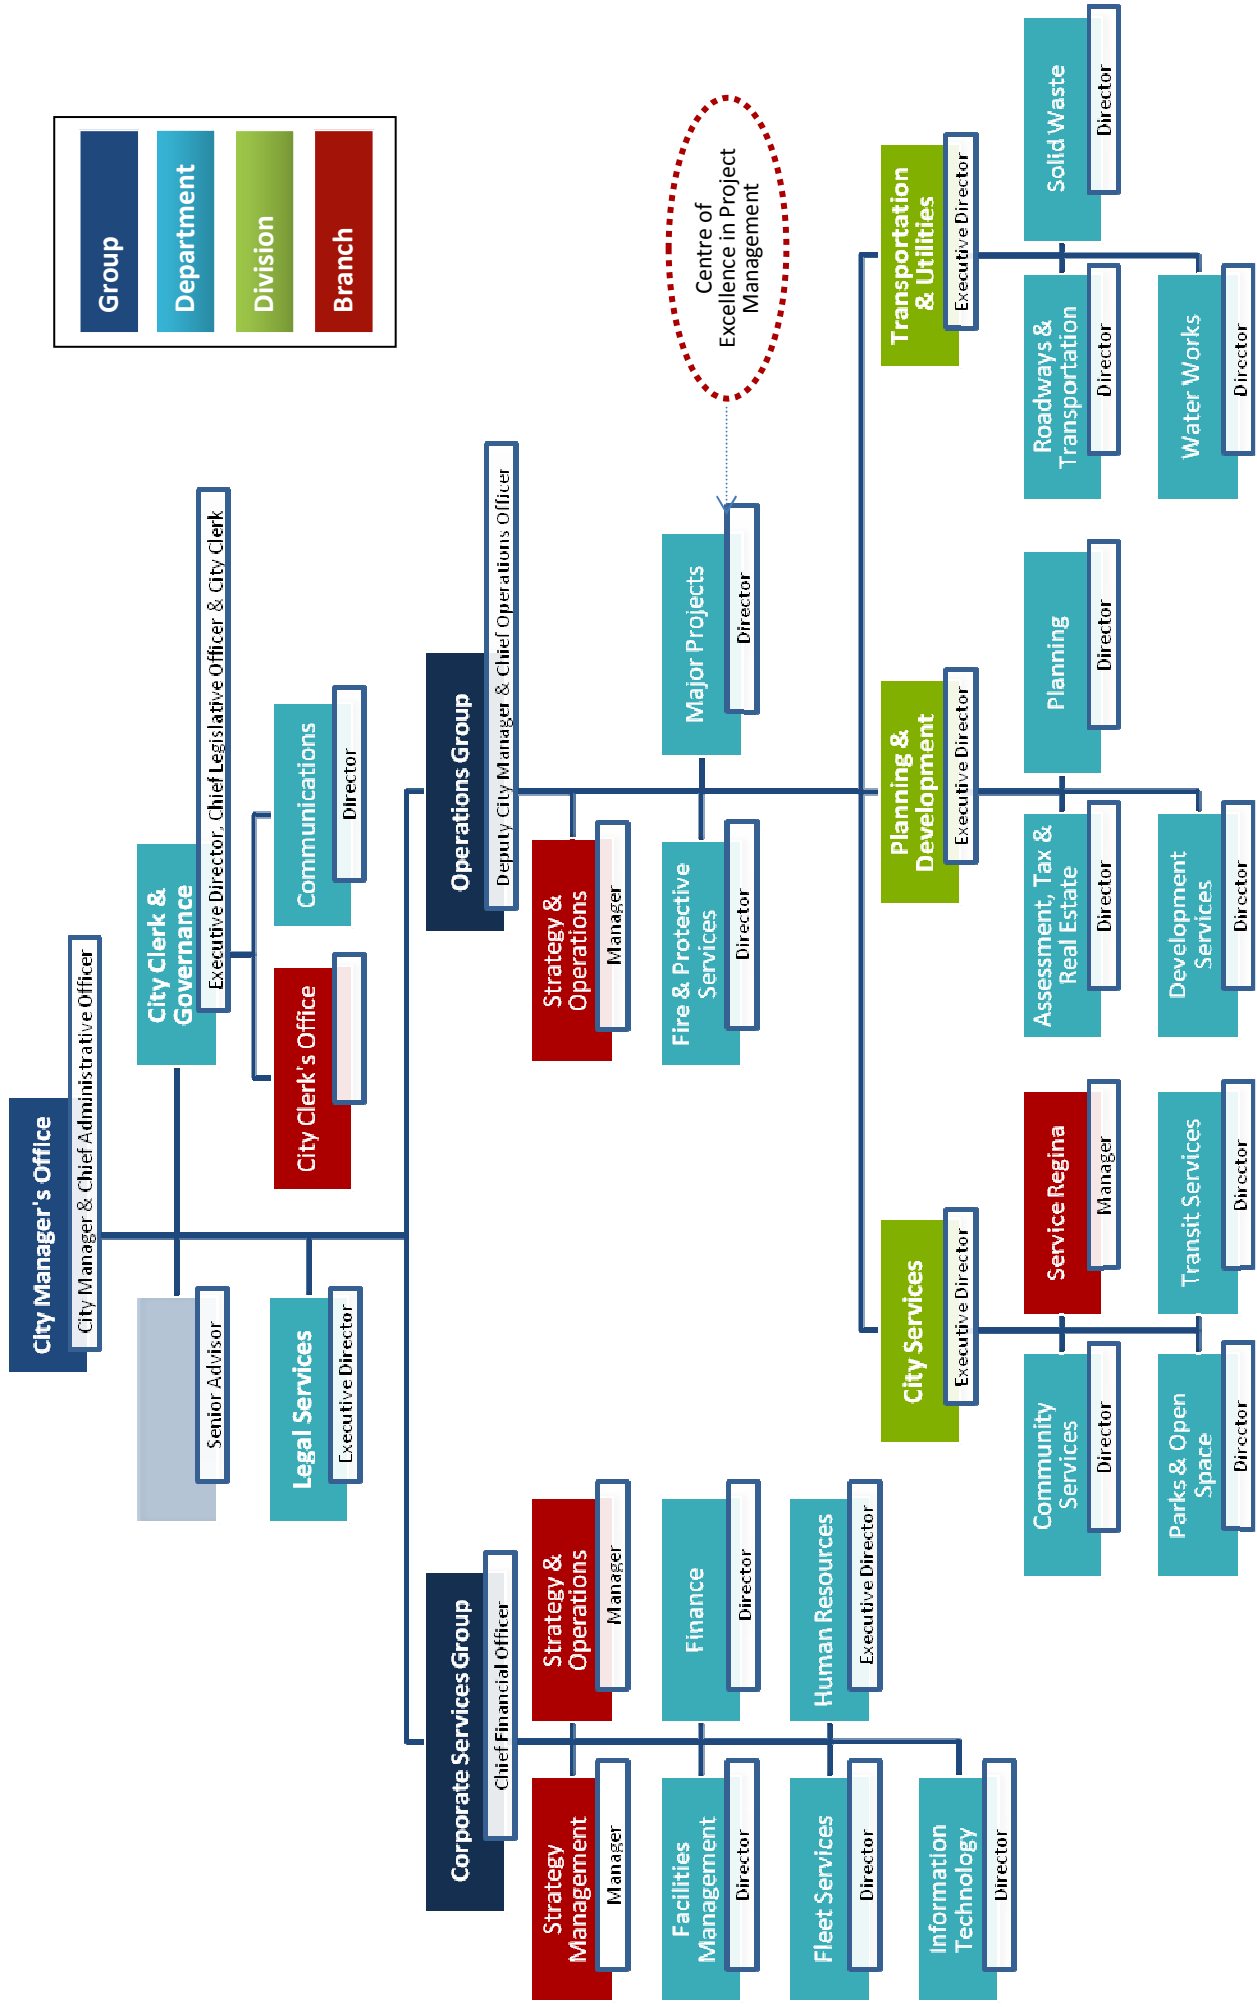 City Manager's Office
City Manager & Chief Administrative Officer
Group
Department
Division
Branch
Senior Advisor
City Clerk &
Governance
Executive Director, Chief Legislative Officer & City Clerk
Legal Services
Executive Director
City Clerk's Office
Communications
Director
Corporate Services Group
Chief Financial Officer
Operations Group
Deputy City Manager & Chief Operations Officer
Strategy
Management
Manager
Strategy &
Operations
Manager
Strategy &
Operations
Manager
Facilities
Management
Director
Finance
Director
Fire & Protective
Services
Director
Major Projects
Director
Centre of
Excellence in Project
Management
Fleet Services
Director
Human Resources
Executive Director
Information
Technology
Director
City Services
Executive Director
Planning &
Development
Executive Director
Transportation
& Utilities
Executive Director
Community
Services
Director
Service Regina
Manager
Assessment, Tax &
Real Estate
Director
Planning
Director
Roadways &
Transportation
Director
Solid Waste
Director
Parks & Open
Space
Director
Transit Services
Director
Development
Services
Director
Water Works
Director